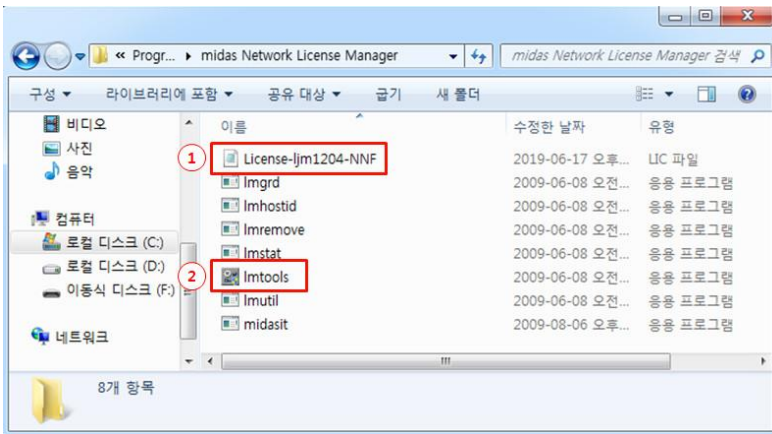 « Progr... ▸ midas Network License Manager
midas Network License Manager 검색
구성 라이브러리에 포함 공유 대상 굽기 새 폴더
비디오
사진
음악
컴퓨터
로컬 디스크 (C:)
로컬 디스크 (D:)
이동식 디스크 (F:)
네트워크
이름 수정한 날짜 유형
1 License-ljm1204-NNF 2019-06-17 오후... LIC 파일
lmgrd 2009-06-08 오전... 응용 프로그램
lmhostid 2009-06-08 오전... 응용 프로그램
lmremove 2009-06-08 오전... 응용 프로그램
lmstat 2009-06-08 오전... 응용 프로그램
2 lmtools 2009-06-08 오전... 응용 프로그램
lmutil 2009-06-08 오전... 응용 프로그램
midasit 2009-08-06 오후... 응용 프로그램
8개 항목